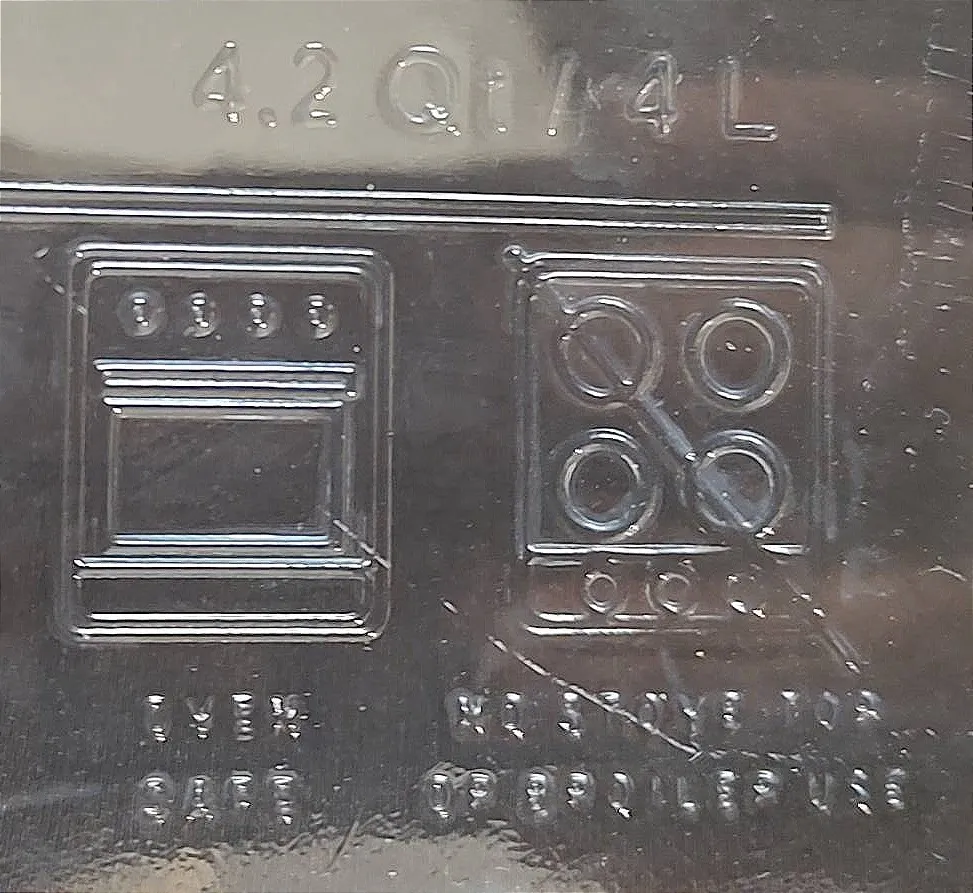 4.2 Qt / 4 L
OVEN NO STOVE TOP
SAFE OR BROILER USE